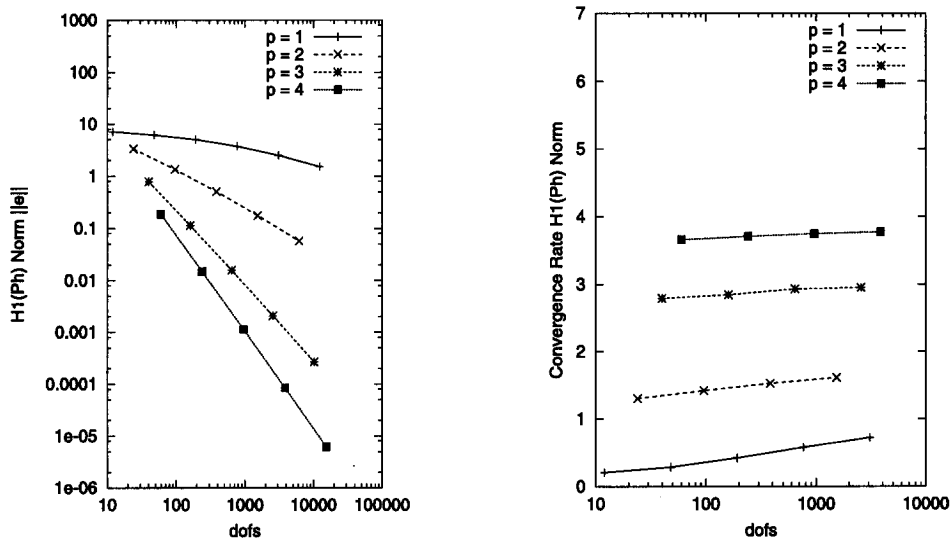 H1(Ph) Norm ||e||
1000
100
10
1
0.1
0.01
0.001
0.0001
1e-05
1e-06
p = 1
p = 2
p = 3
p = 4
10 100 1000 10000 100000
dofs
Convergence Rate H1(Ph) Norm
7
6
5
4
3
2
1
0
p = 1
p = 2
p = 3
p = 4
10 100 1000 10000
dofs